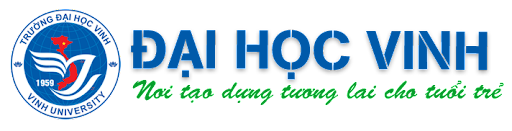 TRƯỜNG ĐẠI HỌC VINH
1959
VINH UNIVERSITY
ĐẠI HỌC VINH
Nơi tạo dựng tương lai cho tuổi trẻ